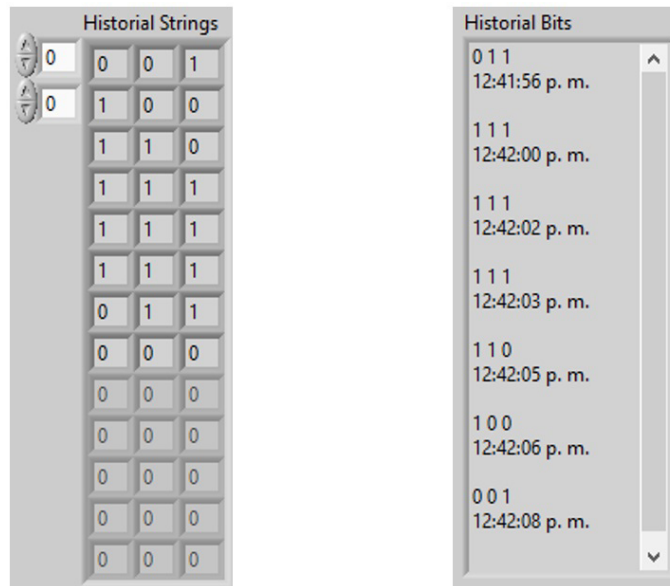 Historial Strings
0 0 0 1
0 1 0 0
1 1 0
1 1 1
1 1 1
1 1 1
0 1 1
0 0 0
0 0 0
0 0 0
0 0 0
0 0 0
0 0 0
Historial Bits
0 1 1
12:41:56 p. m.
1 1 1
12:42:00 p. m.
1 1 1
12:42:02 p. m.
1 1 1
12:42:03 p. m.
1 1 0
12:42:05 p. m.
1 0 0
12:42:06 p. m.
0 0 1
12:42:08 p. m.